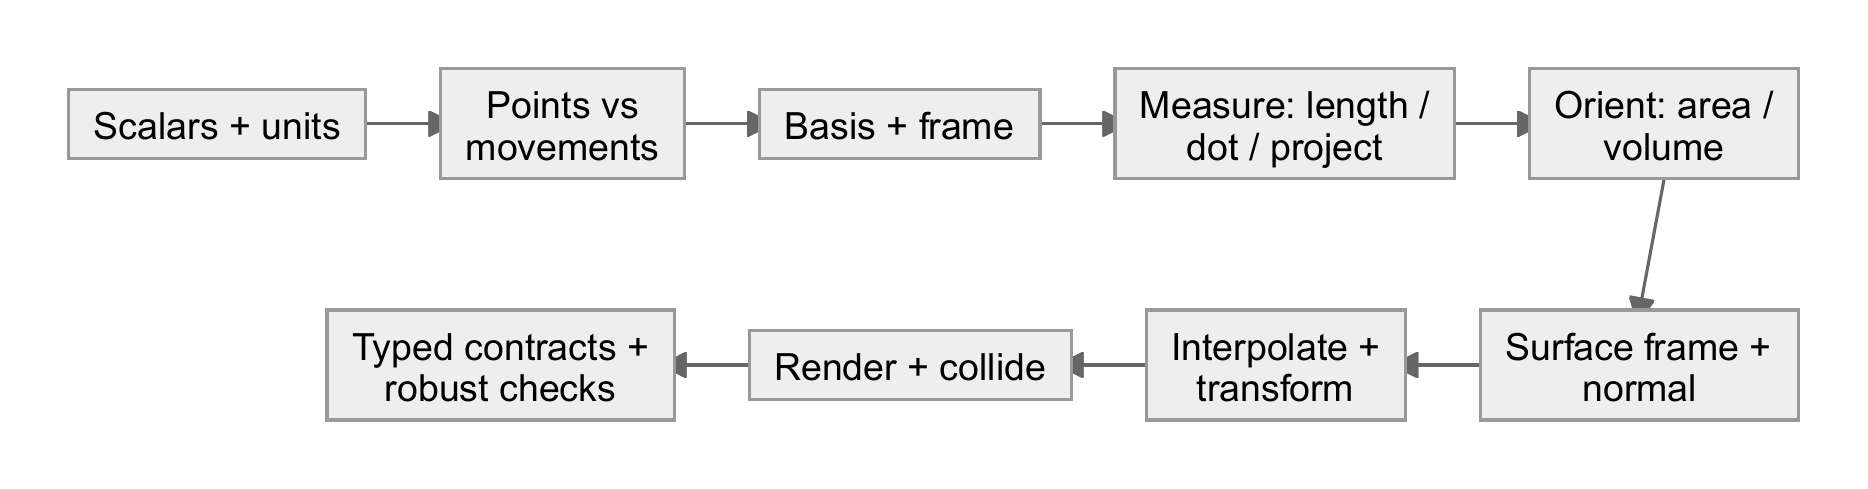 Scalars + units
Points vs
movements
Basis + frame
Measure: length /
dot / project
Orient: area /
volume
Surface frame +
normal
Interpolate +
transform
Render + collide
Typed contracts +
robust checks